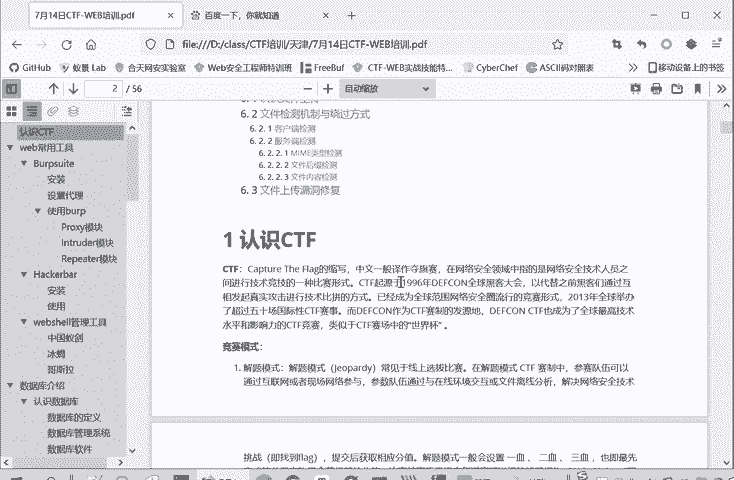 7月14日CTF-WEB培训.pdf
百度一下，你就知道
file:///D:/class/CTF培训/天津/7月14日CTF-WEB培训.pdf
GitHub 蚁景 Lab 合天网安实验室 Web安全工程师特训班 FreeBuf CTF-WEB实战技能特... CyberChef ASCII码对照表 移动设备上的书签
2 / 56 自动缩放
认识CTF
web常用工具
Burpsuite
安装
设置代理
使用burp
Proxy模块
Intruder模块
Repeater模块
Hackerbar
安装
使用
webshell管理工具
中国蚁剑
冰蝎
哥斯拉
数据库介绍
认识数据库
数据库的定义
数据库管理系统
数据库软件
6. 2 文件检测机制与绕过方式
6. 2. 1 客户端检测
6. 2. 2 服务端检测
6. 2. 2. 1 MIME类型检测
6. 2. 2. 2 文件后缀检测
6. 2. 2. 3 文件内容检测
6. 3 文件上传漏洞修复
1 认识CTF
CTF：Capture The Flag的缩写，中文一般译作夺旗赛，在网络安全领域中指的是网络安全技术人员之
间进行技术竞技的一种比赛形式。CTF起源于1996年DEFCON全球黑客大会，以代替之前黑客们通过互
相发起真实攻击进行技术比拼的方式。已经成为全球范围网络安全圈流行的竞赛形式，2013年全球举办
了超过五十场国际性CTF赛事。而DEFCON作为CTF赛制的发源地，DEFCON CTF也成为了全球最高技术
水平和影响力的CTF竞赛，类似于CTF赛场中的“世界杯” 。
竞赛模式：
1. 解题模式：解题模式（Jeopardy）常见于线上选拔比赛。在解题模式 CTF 赛制中，参赛队伍可以
通过互联网或者现场网络参与，参数队伍通过与在线环境交互或文件离线分析，解决网络安全技术
挑战（即找到flag），提交后获取相应分值。解题模式一般会设置 一血 、 二血 、 三血 ，也即最先